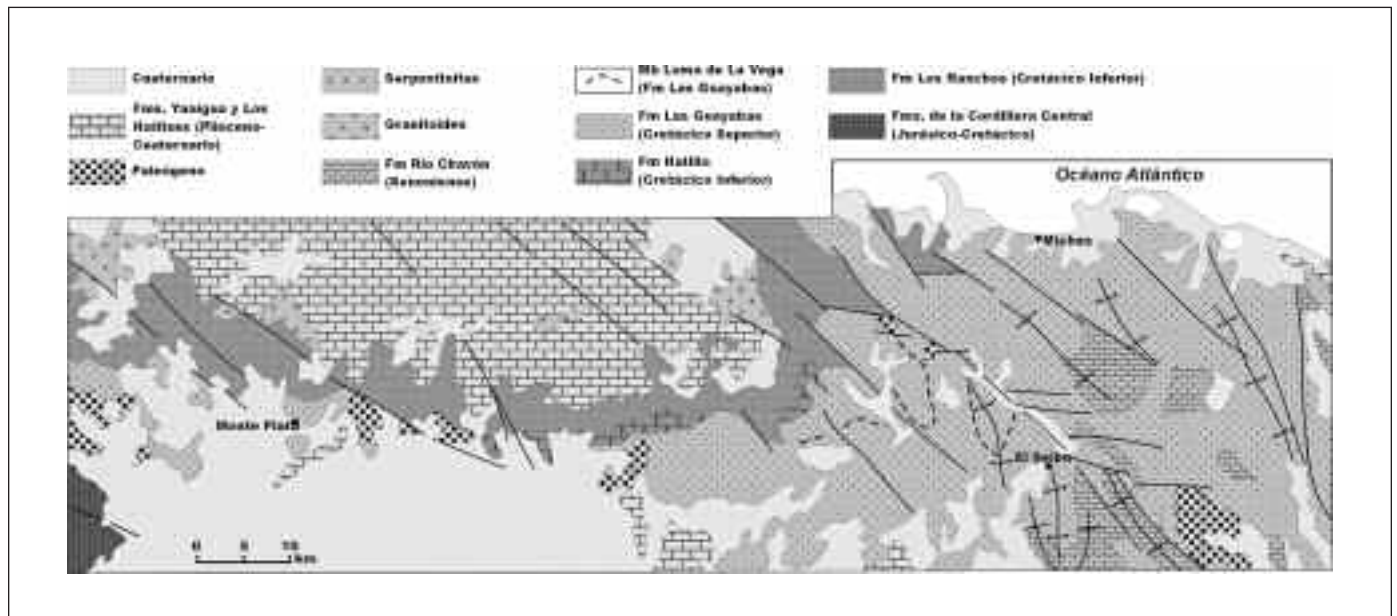 Cuaternario
Fms. Yanigua y Los
Haitises (Plioceno-
Cuaternario)
Paleógeno
Serpentinitas
Granitoides
Fm Río Chavón
Mb Loma de La Vega
(Fm Las Guayabas)
Fm Las Guayabas
(Cretácico Superior)
Fm Hatillo
(Cretácico Inferior)
Fm Los Ranchos (Cretácico Inferior)
Fms. de la Cordillera Central
(Jurásico-Cretácico)
Océano Atlántico
Miches
Monte Plata
El Seibo
0 5 10
km